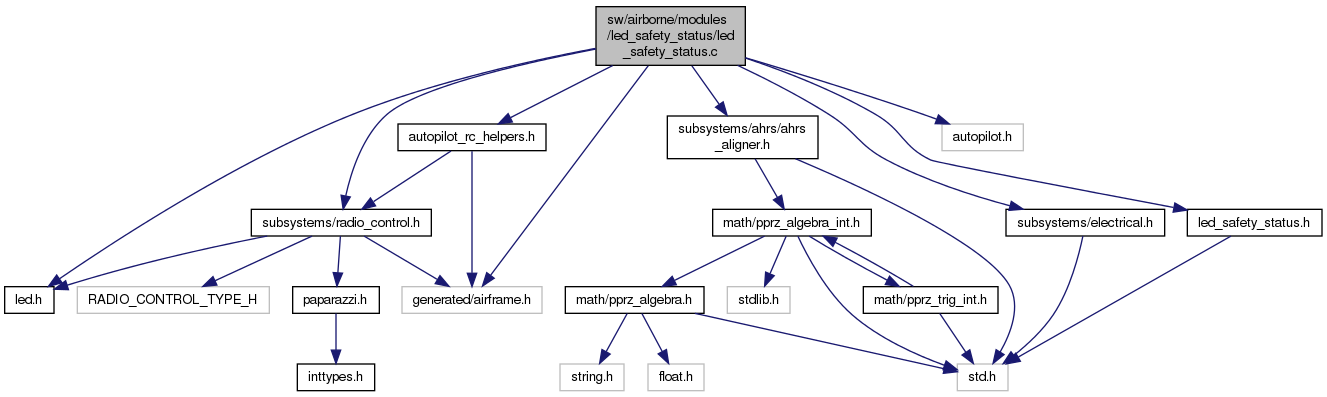 sw/airborne/modules
/led_safety_status/led
_safety_status.c
autopilot_rc_helpers.h
subsystems/ahrs/ahrs
_aligner.h
autopilot.h
subsystems/radio_control.h
math/pprz_algebra_int.h
subsystems/electrical.h
led_safety_status.h
led.h
RADIO_CONTROL_TYPE_H
paparazzi.h
generated/airframe.h
math/pprz_algebra.h
stdlib.h
math/pprz_trig_int.h
inttypes.h
string.h
float.h
std.h